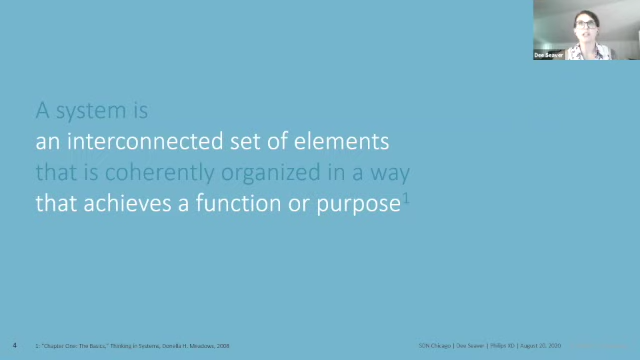 Dee Seaver
A system is
an interconnected set of elements
that is coherently organized in a way
that achieves a function or purpose1
4
1: "Chapter One: The Basics," Thinking in Systems, Donella H. Meadows, 2008
SDN Chicago | Dee Seaver | Philips XD | August 20, 2020